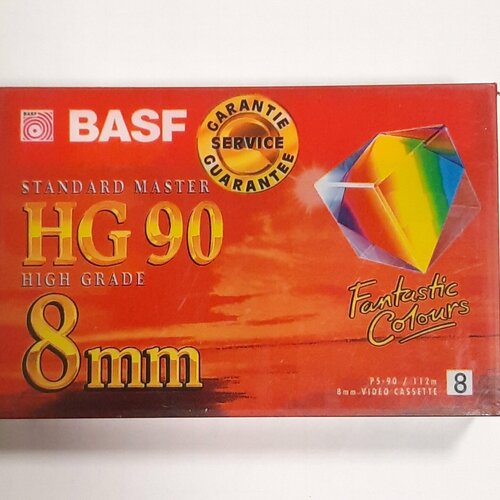 BASF
BASF
GARANTIE
SERVICE
GUARANTEE
STANDARD MASTER
HG 90
HIGH GRADE
8mm
Fantastic
Colours
P5-90 / 112m
8mm VIDEO CASSETTE
8